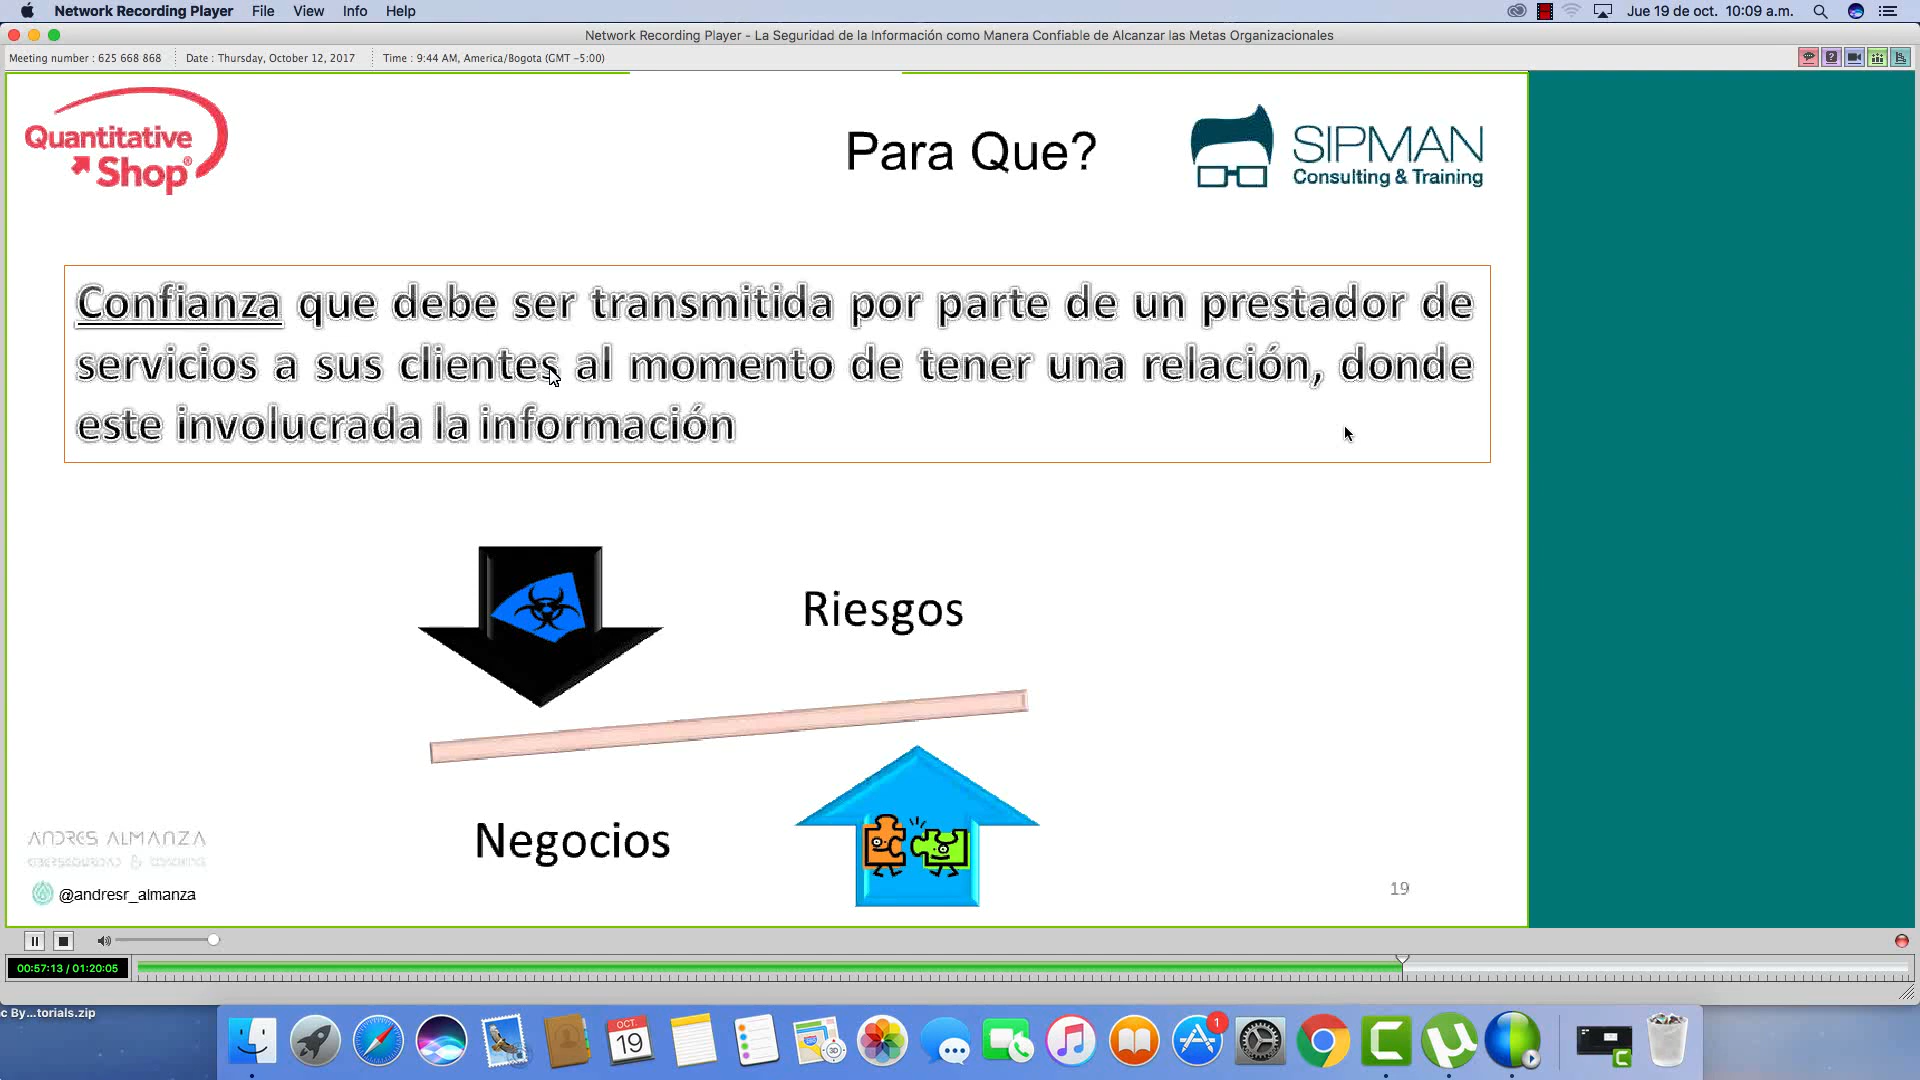 Network Recording Player File View Info Help Jue 19 de oct. 10:09 a.m.
Network Recording Player - La Seguridad de la Información como Manera Confiable de Alcanzar las Metas Organizacionales
Meeting number : 625 668 868 Date : Thursday, October 12, 2017 Time : 9:44 AM, America/Bogota (GMT -5:00)
Quantitative
Shop®
Para Que?
SIPMAN
Consulting & Training
Confianza que debe ser transmitida por parte de un prestador de
servicios a sus clientes al momento de tener una relación, donde
este involucrada la información
Riesgos
Negocios
ANDRES ALMANZA
@andresr_almanza
19
00:57:13 / 01:20:05
c By...torials.zip
OCT.
19
3D
1